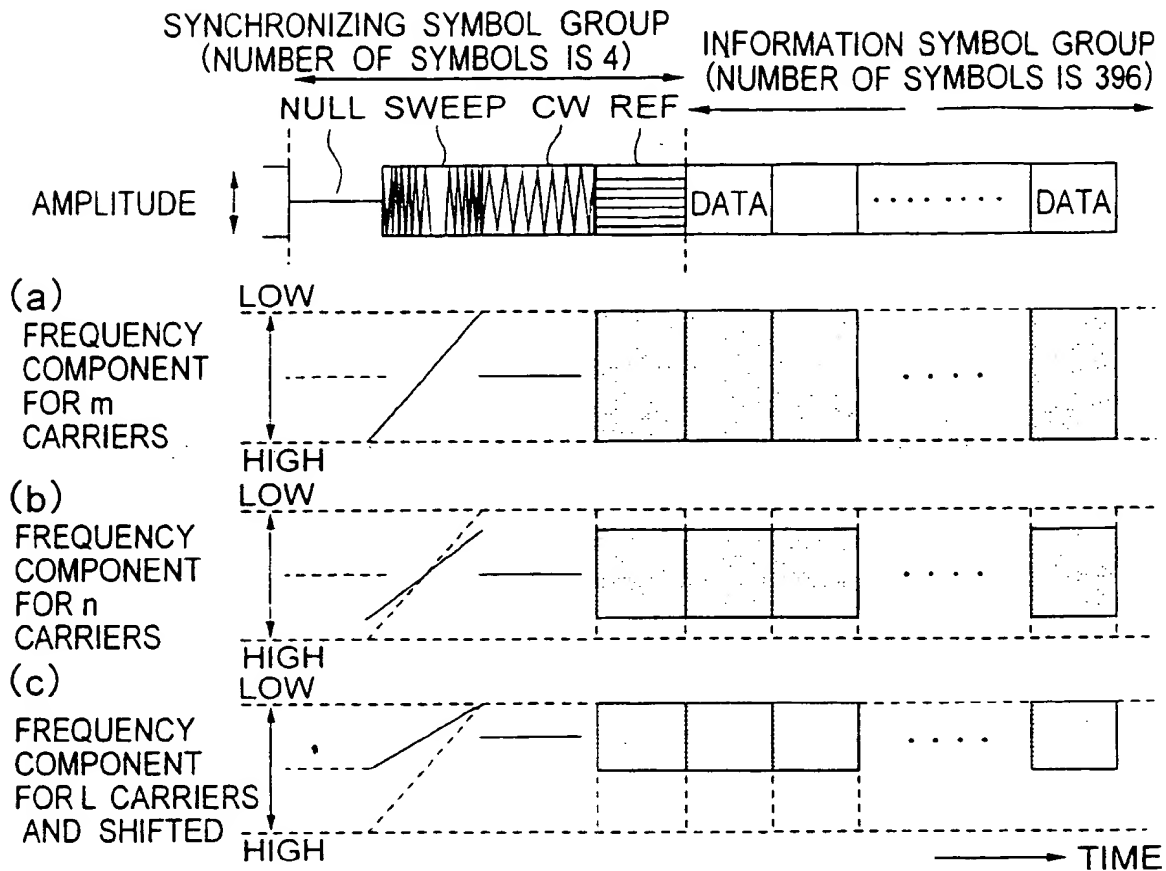 SYNCHRONIZING SYMBOL GROUP
(NUMBER OF SYMBOLS IS 4)
INFORMATION SYMBOL GROUP
(NUMBER OF SYMBOLS IS 396)
NULL SWEEP CW REF
AMPLITUDE
DATA
DATA
(a)
LOW
FREQUENCY
COMPONENT
FOR m
CARRIERS
HIGH
(b)
LOW
FREQUENCY
COMPONENT
FOR n
CARRIERS
HIGH
(c)
LOW
FREQUENCY
COMPONENT
FOR L CARRIERS
AND SHIFTED
HIGH
TIME